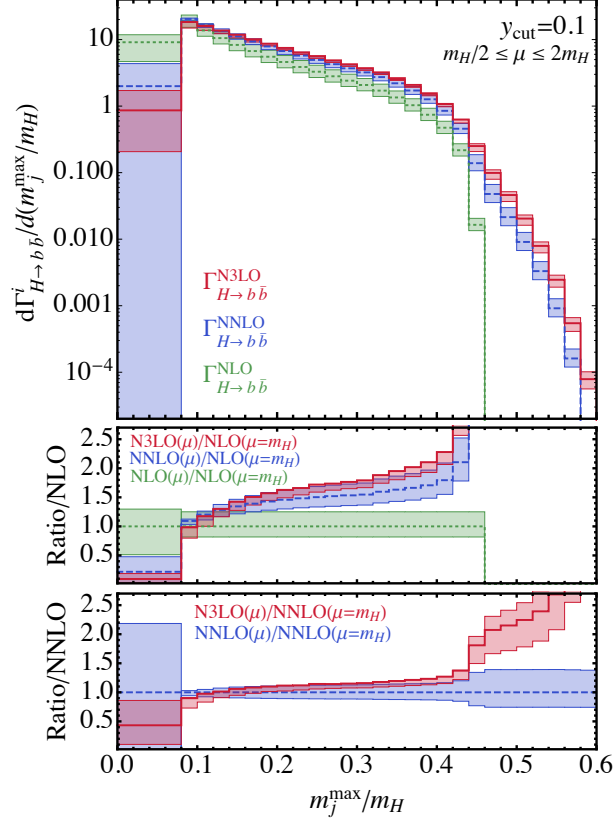 y_cut=0.1
m_H/2 ≤ μ ≤ 2m_H
dΓ^i_{H→b b̄}/d(m_j^max/m_H)
10
1
0.100
0.010
0.001
10^−4
Γ^N3LO_{H→b b̄}
Γ^NNLO_{H→b b̄}
Γ^NLO_{H→b b̄}
Ratio/NLO
2.5
2.0
1.5
1.0
0.5
N3LO(μ)/NLO(μ=m_H)
NNLO(μ)/NLO(μ=m_H)
NLO(μ)/NLO(μ=m_H)
Ratio/NNLO
2.5
2.0
1.5
1.0
0.5
N3LO(μ)/NNLO(μ=m_H)
NNLO(μ)/NNLO(μ=m_H)
0.0 0.1 0.2 0.3 0.4 0.5 0.6
m_j^max/m_H